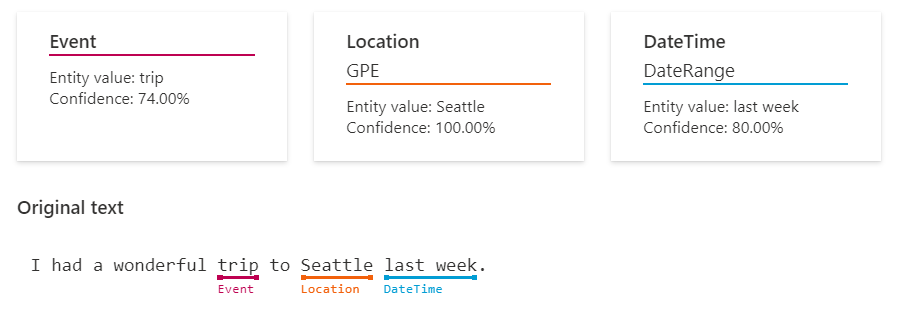 Event
Entity value: trip
Confidence: 74.00%
Location
GPE
Entity value: Seattle
Confidence: 100.00%
DateTime
DateRange
Entity value: last week
Confidence: 80.00%
Original text
I had a wonderful trip to Seattle last week.
Event Location DateTime